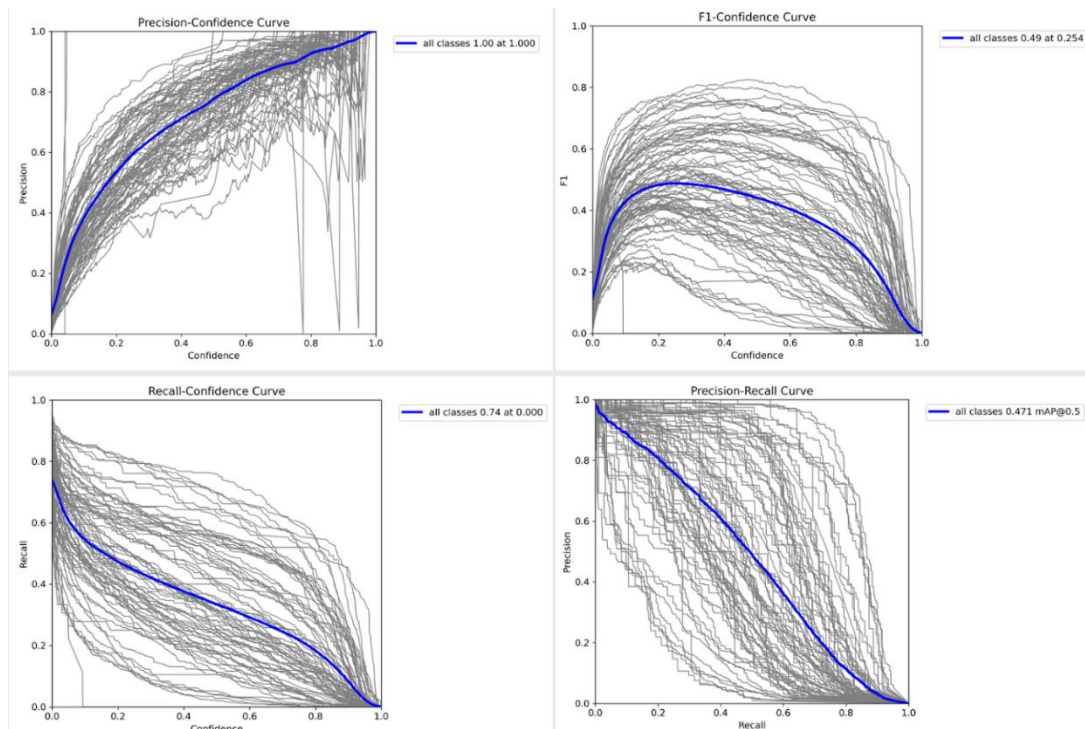 Precision-Confidence Curve
1.0
0.8
0.6
0.4
0.2
0.0
Precision
0.0 0.2 0.4 0.6 0.8 1.0
Confidence
all classes 1.00 at 1.000
F1-Confidence Curve
1.0
0.8
0.6
0.4
0.2
0.0
F1
0.0 0.2 0.4 0.6 0.8 1.0
Confidence
all classes 0.49 at 0.254
Recall-Confidence Curve
1.0
0.8
0.6
0.4
0.2
0.0
Recall
0.0 0.2 0.4 0.6 0.8 1.0
Confidence
all classes 0.74 at 0.000
Precision-Recall Curve
1.0
0.8
0.6
0.4
0.2
0.0
Precision
0.0 0.2 0.4 0.6 0.8 1.0
Recall
all classes 0.471 mAP@0.5